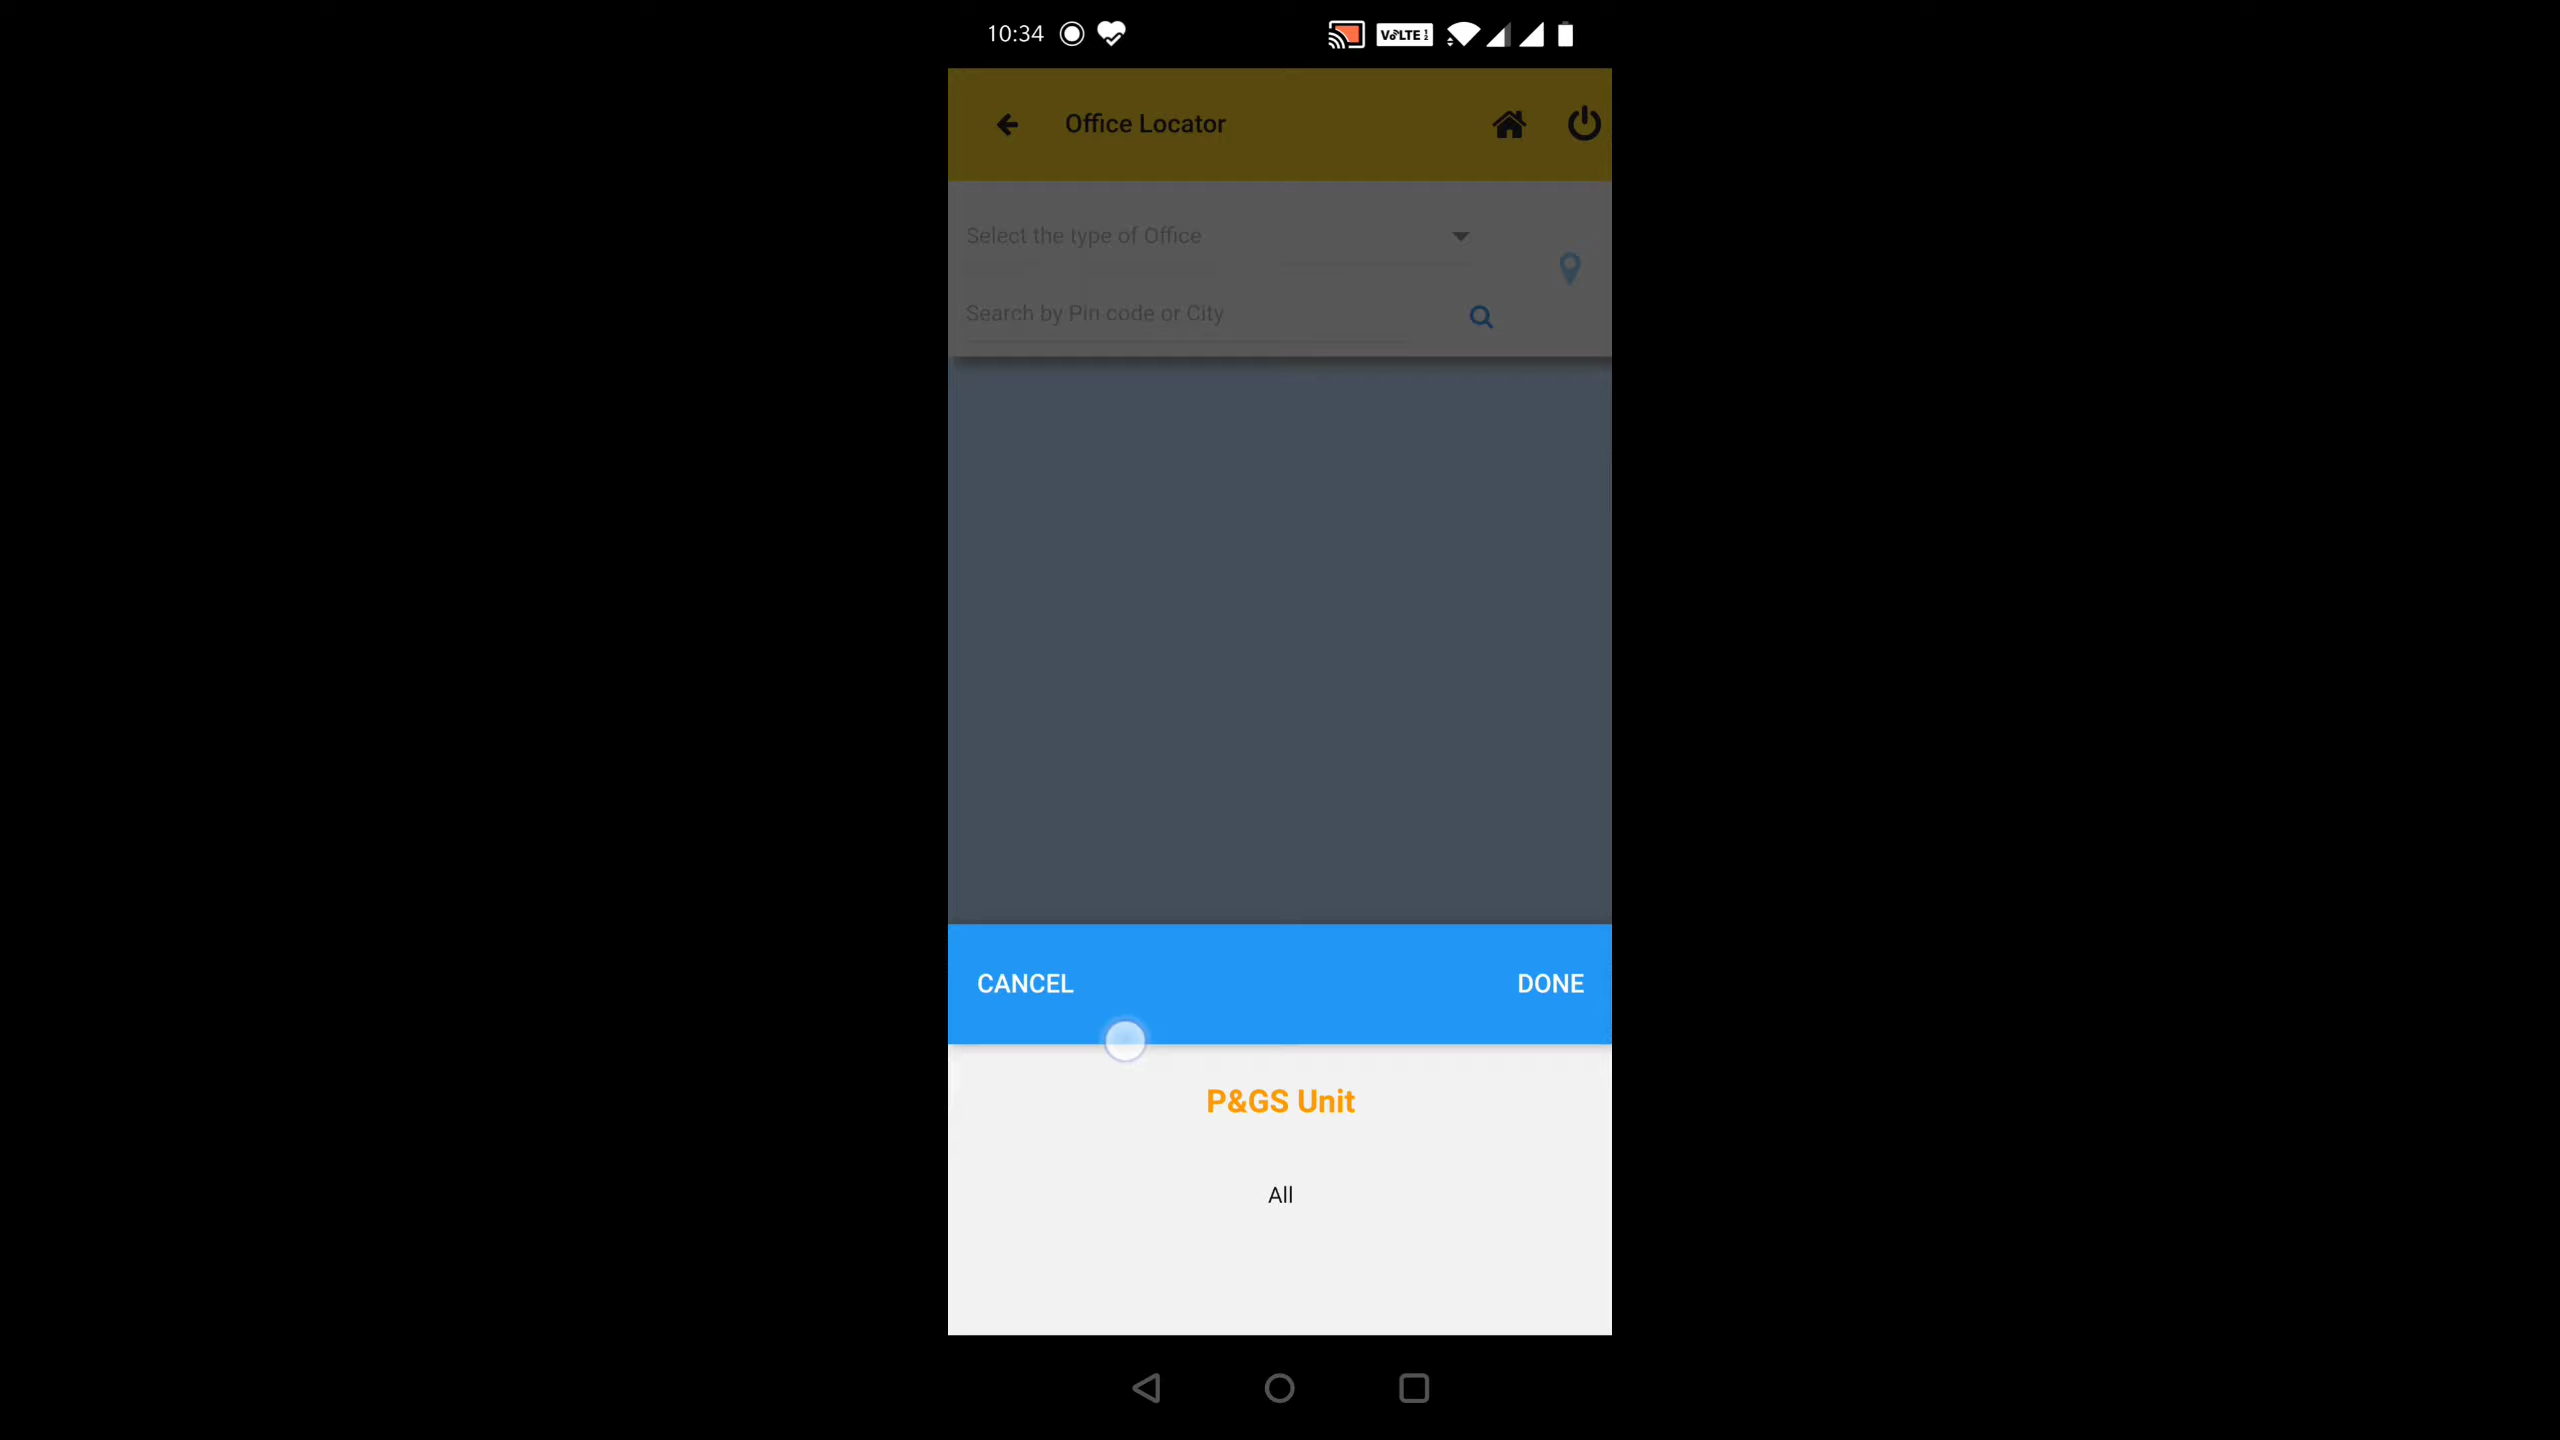 10:34
VoLTE
Office Locator
Select the type of Office
Search by Pin code or City
CANCEL
DONE
P&GS Unit
All